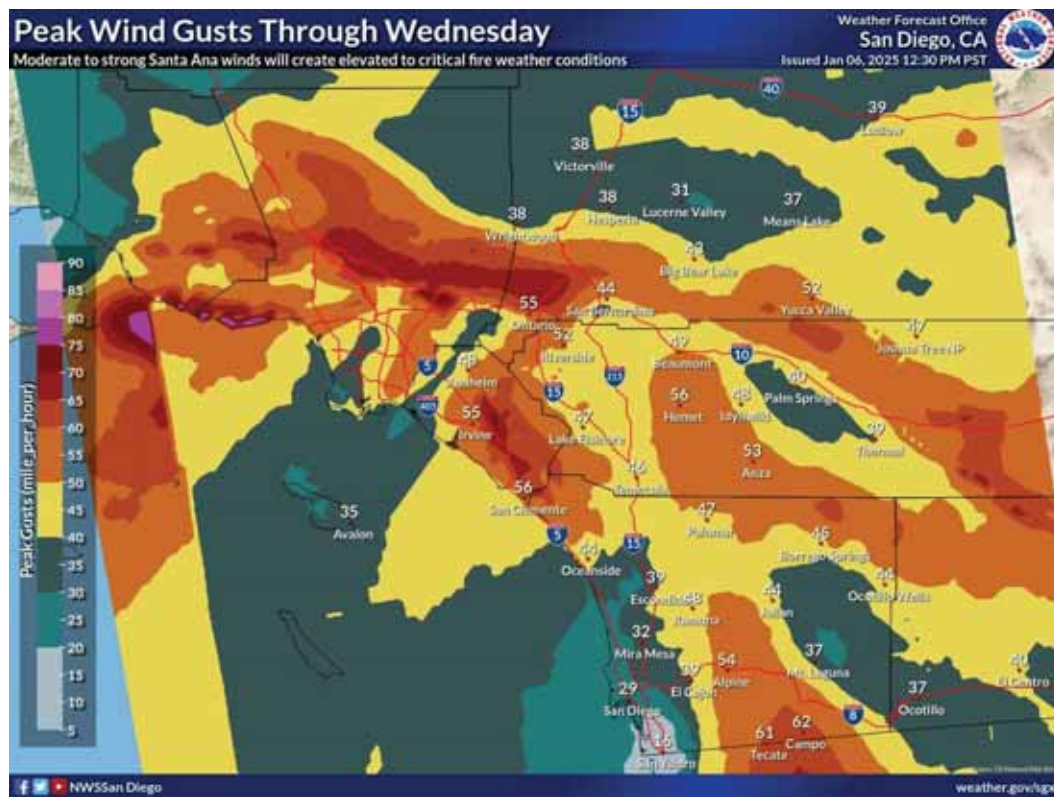 Peak Wind Gusts Through Wednesday
Moderate to strong Santa Ana winds will create elevated to critical fire weather conditions
Weather Forecast Office
San Diego, CA
Issued Jan 06, 2025 12:30 PM PST
40
15
39
Ludlow
38
Victorville
38
Hesperia
31
Lucerne Valley
37
Means Lake
38
Wrightwood
43
Big Bear Lake
44
San Bernardino
52
Yucca Valley
55
Ontario
52
Riverside
47
Joshua Tree NP
49
Beaumont
10
5
48
Anaheim
15
215
40
Palm Springs
405
55
Irvine
56
Hemet
48
Idyllwild
47
Lake Elsinore
39
Thermal
53
Anza
46
Temecula
56
San Clemente
35
Avalon
47
Palomar
5
15
46
Borrego Springs
44
Oceanside
39
Escondido
48
Ramona
44
Julian
44
Ocotillo Wells
32
Mira Mesa
37
Mt. Laguna
39
El Cajon
54
Alpine
40
El Centro
29
San Diego
37
Ocotillo
8
62
Campo
61
Tecate
16
San Ysidro
Peak Gusts (mile_per_hour)
90
85
80
75
70
65
60
55
50
45
40
35
30
25
20
15
10
5
NWSSan Diego
weather.gov/sgx